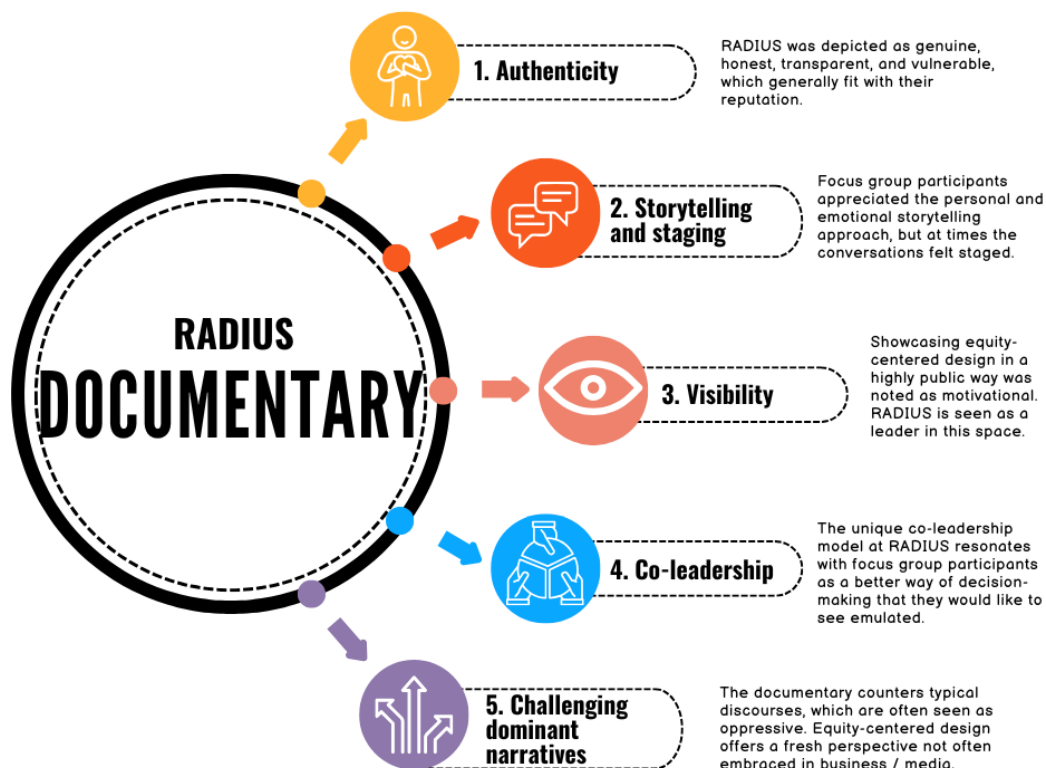 RADIUS
DOCUMENTARY
1. Authenticity
RADIUS was depicted as genuine,
honest, transparent, and vulnerable,
which generally fit with their
reputation.
2. Storytelling
and staging
Focus group participants
appreciated the personal and
emotional storytelling
approach, but at times the
conversations felt staged.
3. Visibility
Showcasing equity-
centered design in a
highly public way was
noted as motivational.
RADIUS is seen as a
leader in this space.
4. Co-leadership
The unique co-leadership
model at RADIUS resonates
with focus group participants
as a better way of decision-
making that they would like to
see emulated.
5. Challenging
dominant
narratives
The documentary counters typical
discourses, which are often seen as
oppressive. Equity-centered design
offers a fresh perspective not often
embraced in business / media.